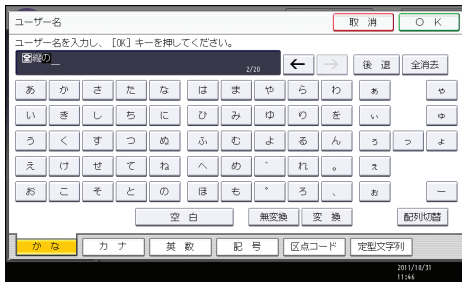 ユーザー名 取 消 O K
ユーザー名を入力し、[OK] キーを押してください。
全縦の_ 2/20 ← → 後 退 全消去
あ か さ た な は ま や ら わ ぁ ゃ
い き し ち に ひ み ゆ り を ぃ ゅ
う く す つ ぬ ふ む よ る ん ぅ っ ょ
え け せ て ね へ め ゛ れ 。 ぇ
お こ そ と の ほ も ゜ ろ 、 ぉ ー
空 白 無変換 変 換 配列切替
か な カ ナ 英 数 記 号 区点コード 定型文字列
2011/10/31
11:46